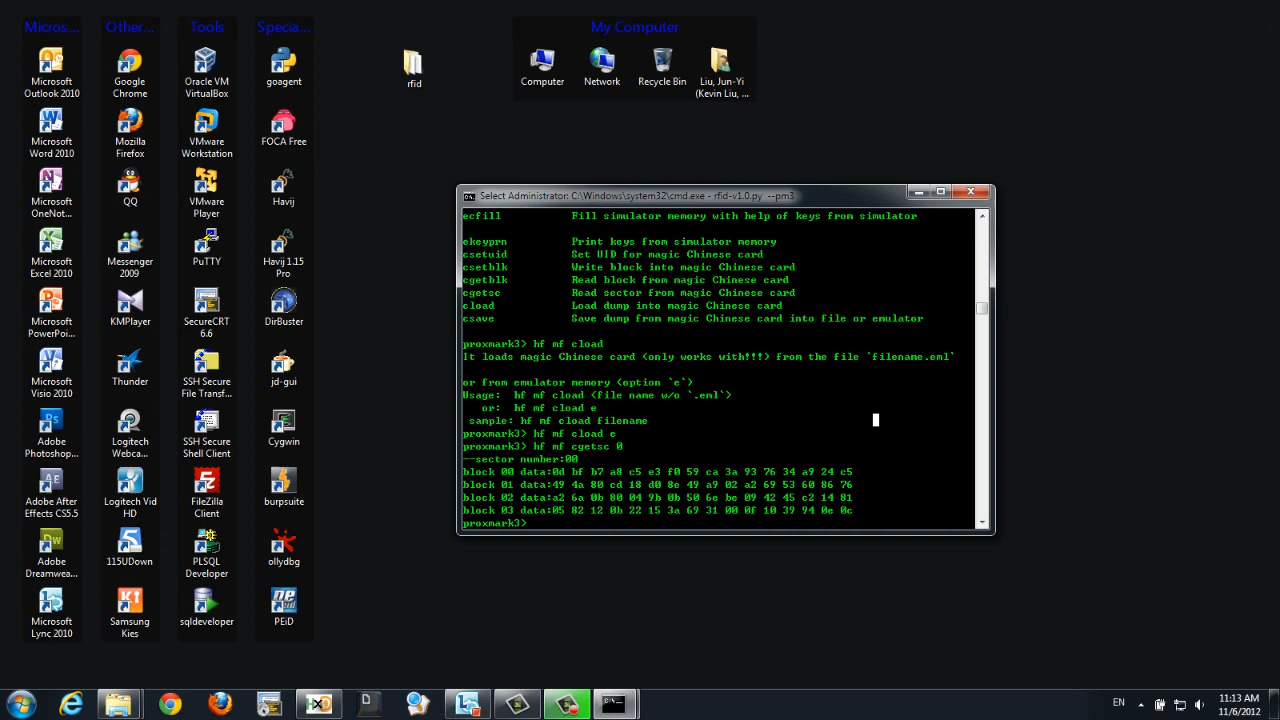 Micros...
Other...
Tools
Specia...
My Computer
Microsoft
Outlook 2010
Google
Chrome
Oracle VM
VirtualBox
goagent
rfid
Computer
Network
Recycle Bin
Liu, Jun-Yi
(Kevin Liu, ...
Microsoft
Word 2010
Mozilla
Firefox
VMware
Workstation
FOCA Free
Microsoft
OneNot...
QQ
VMware
Player
Havij
Microsoft
Excel 2010
Messenger
2009
PuTTY
Havij 1.15
Pro
Microsoft
PowerPoi...
KMPlayer
SecureCRT
6.6
DirBuster
Microsoft
Visio 2010
Thunder
SSH Secure
File Transf...
jd-gui
Adobe
Photoshop...
Logitech
Webcam ...
SSH Secure
Shell Client
Cygwin
Adobe After
Effects CS5.5
Logitech Vid
HD
FileZilla
Client
burpsuite
Adobe
Dreamwea...
115UDown
PLSQL
Developer
ollydbg
Microsoft
Lync 2010
Samsung
Kies
sqldeveloper
PEiD
Select Administrator: C:\Windows\system32\cmd.exe - rfid-v1.0.py --pm3
ecfill Fill simulator memory with help of keys from simulator
ekeyprn Print keys from simulator memory
csetuid Set UID for magic Chinese card
csetblk Write block into magic Chinese card
cgetblk Read block from magic Chinese card
cgetsc Read sector from magic Chinese card
cload Load dump into magic Chinese card
csave Save dump from magic Chinese card into file or emulator
proxmark3> hf mf cload
It loads magic Chinese card (only works with!!!) from the file `filename.eml`
or from emulator memory (option `e`)
Usage: hf mf cload <file name w/o `.eml`>
or: hf mf cload e
sample: hf mf cload filename
proxmark3> hf mf cload e
proxmark3> hf mf cgetsc 0
--sector number:00
block 00 data:0d bf b7 a8 c5 e3 f0 59 ca 3a 93 76 34 a9 24 c5
block 01 data:49 4a 80 cd 18 d0 8e 49 a9 02 a2 69 53 60 86 76
block 02 data:a2 6a 0b 80 04 9b 0b 50 6e be 09 42 45 c2 14 81
block 03 data:05 82 12 0b 22 15 3a 69 31 00 0f 10 39 94 0e 0c
proxmark3>
EN
11:13 AM
11/6/2012